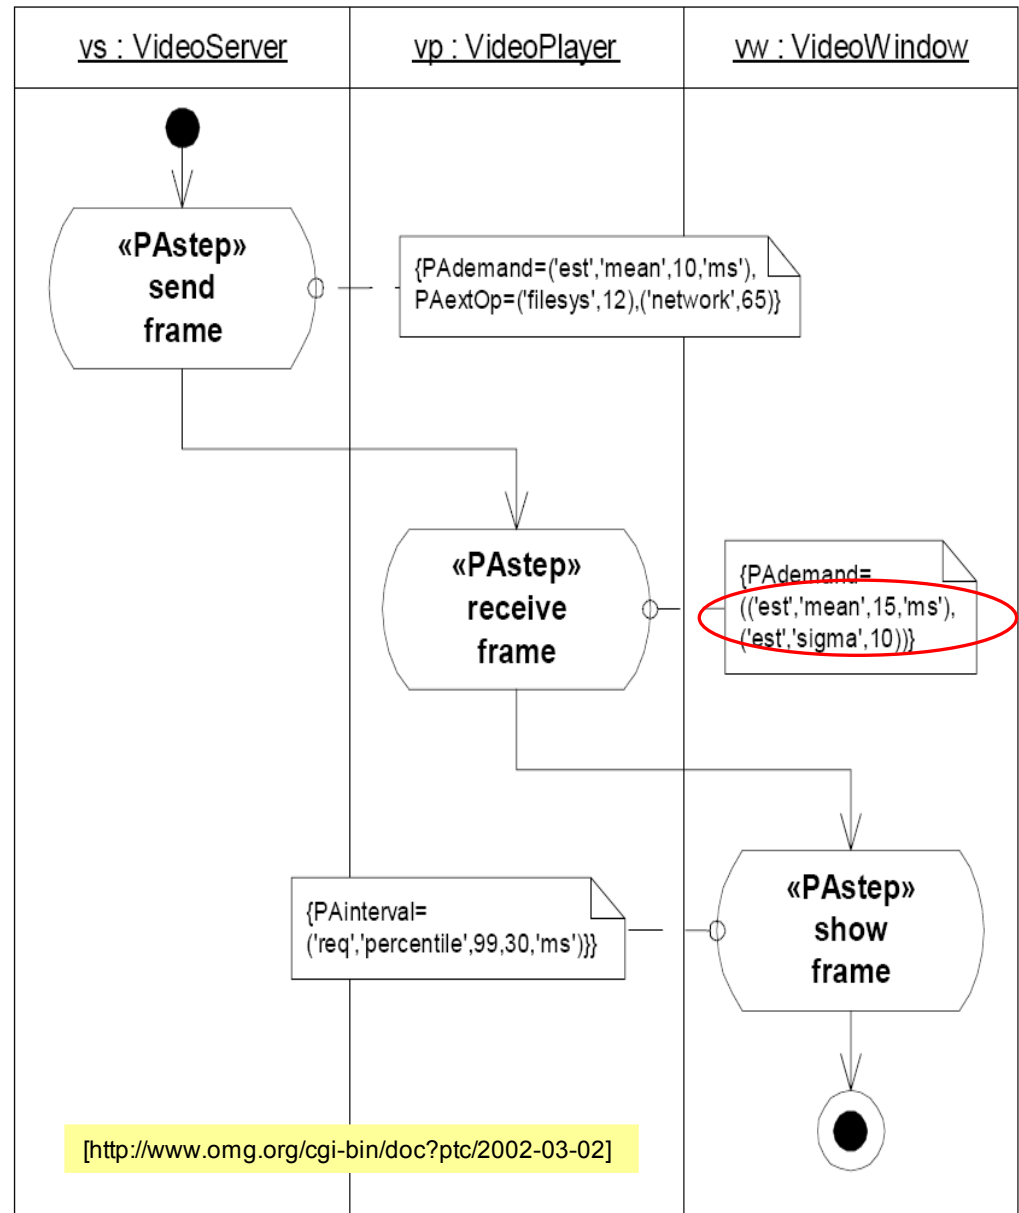 vs : VideoServer
vp : VideoPlayer
vw : VideoWindow
«PAstep»
send
frame
{PAdemand=('est','mean',10,'ms'),
PAextOp=('filesys',12),('network',65)}
«PAstep»
receive
frame
{PAdemand=
(('est','mean',15,'ms'),
('est','sigma',10))}
{PAinterval=
('req','percentile',99,30,'ms')}}
«PAstep»
show
frame
[http://www.omg.org/cgi-bin/doc?ptc/2002-03-02]